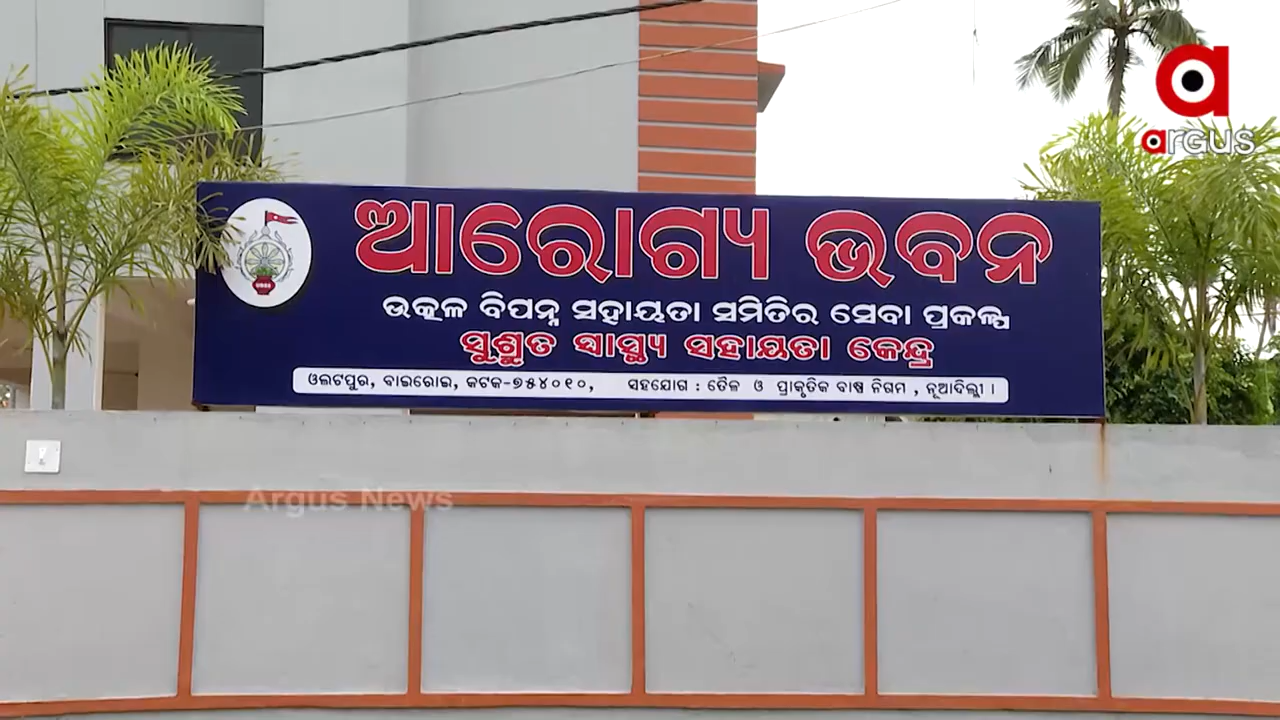 argus
ଆରୋଗ୍ୟ ଭବନ
ଉତ୍କଳ ବିପନ୍ନ ସହାୟତା ସମିତିର ସେବା ପ୍ରକଳ୍ପ
ସୁଶ୍ରୁତ ସ୍ୱାସ୍ଥ୍ୟ ସହାୟତା କେନ୍ଦ୍ର
ଓଲଟପୁର, ବାଇରୋଇ, କଟକ-୭୫୪୦୧୦, ସହଯୋଗ : ତୈଳ ଓ ପ୍ରାକୃତିକ ବାଷ୍ପ ନିଗମ , ନୂଆଦିଲ୍ଲୀ ।
Argus News